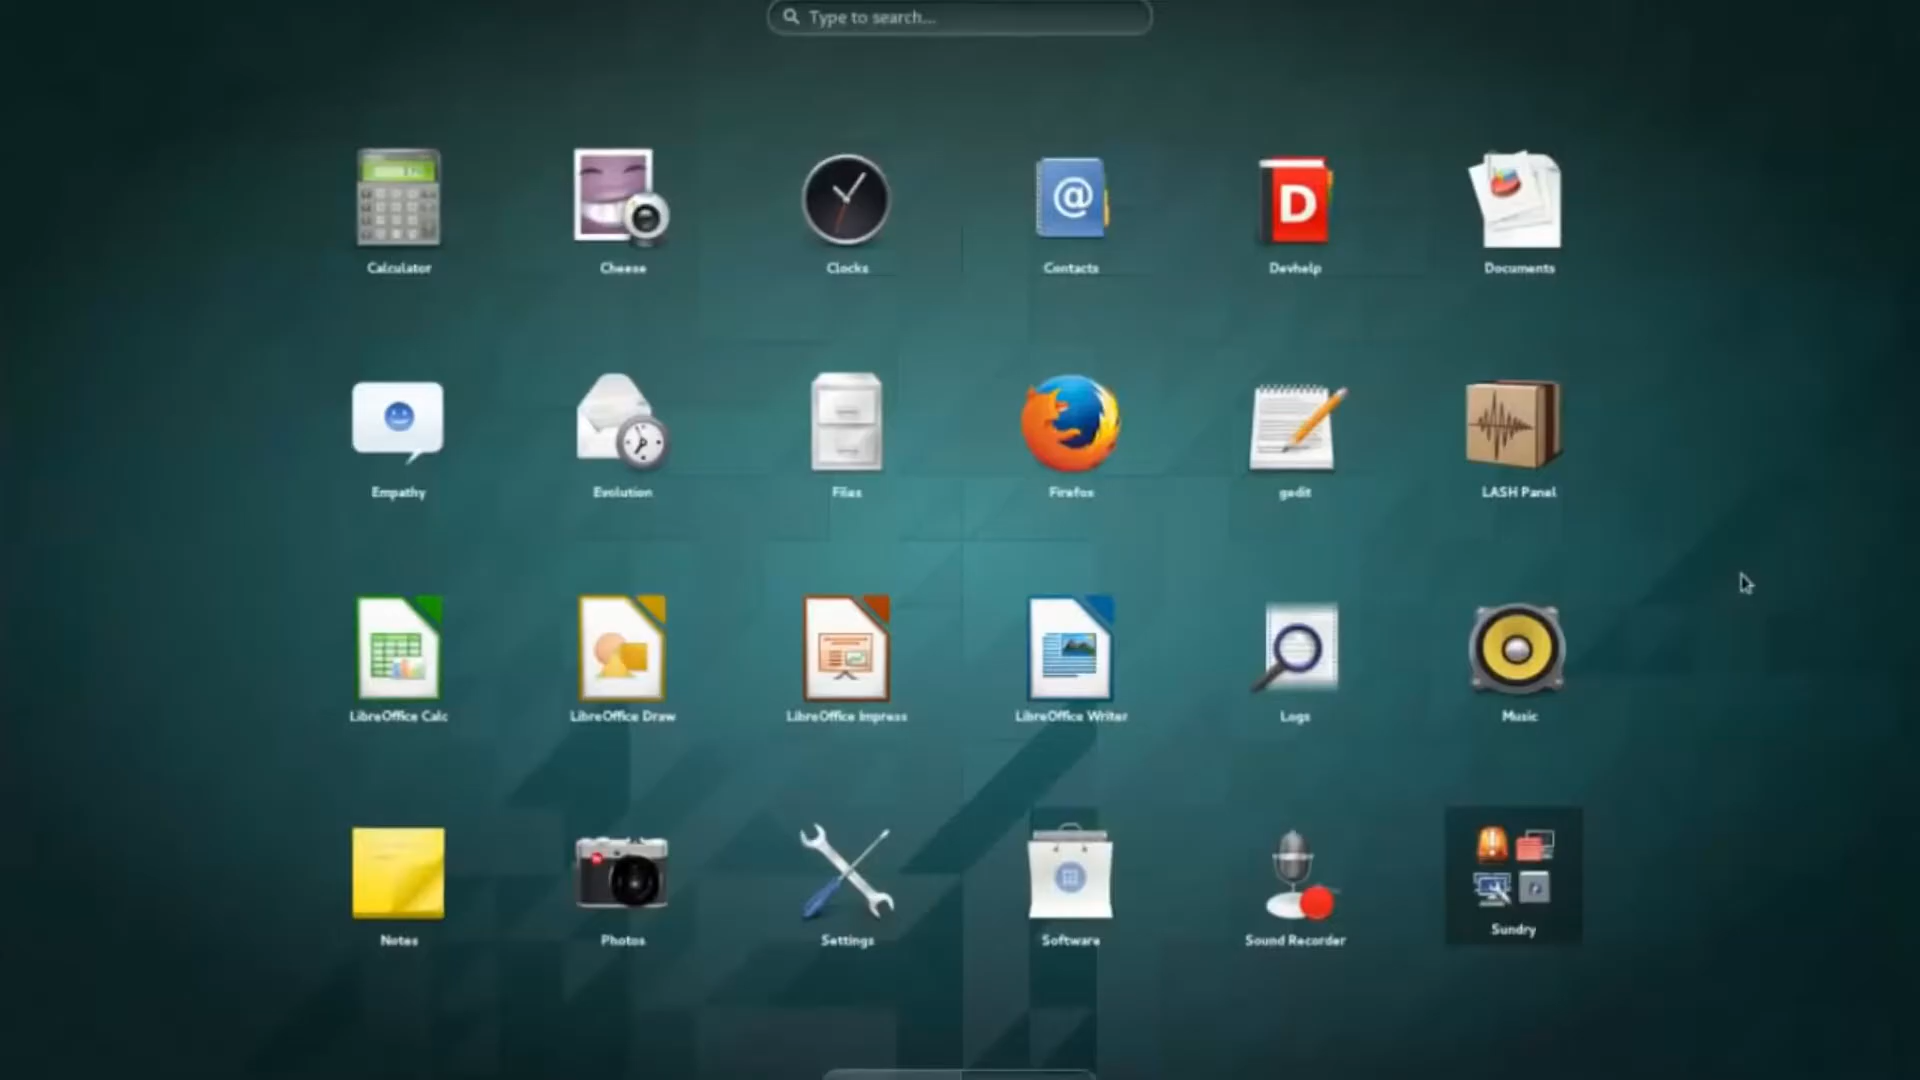 Type to search...
Calculator
Cheese
Clocks
Contacts
Devhelp
Documents
Empathy
Evolution
Files
Firefox
gedit
LASH Panel
LibreOffice Calc
LibreOffice Draw
LibreOffice Impress
LibreOffice Writer
Logs
Music
Notes
Photos
Settings
Software
Sound Recorder
Sundry